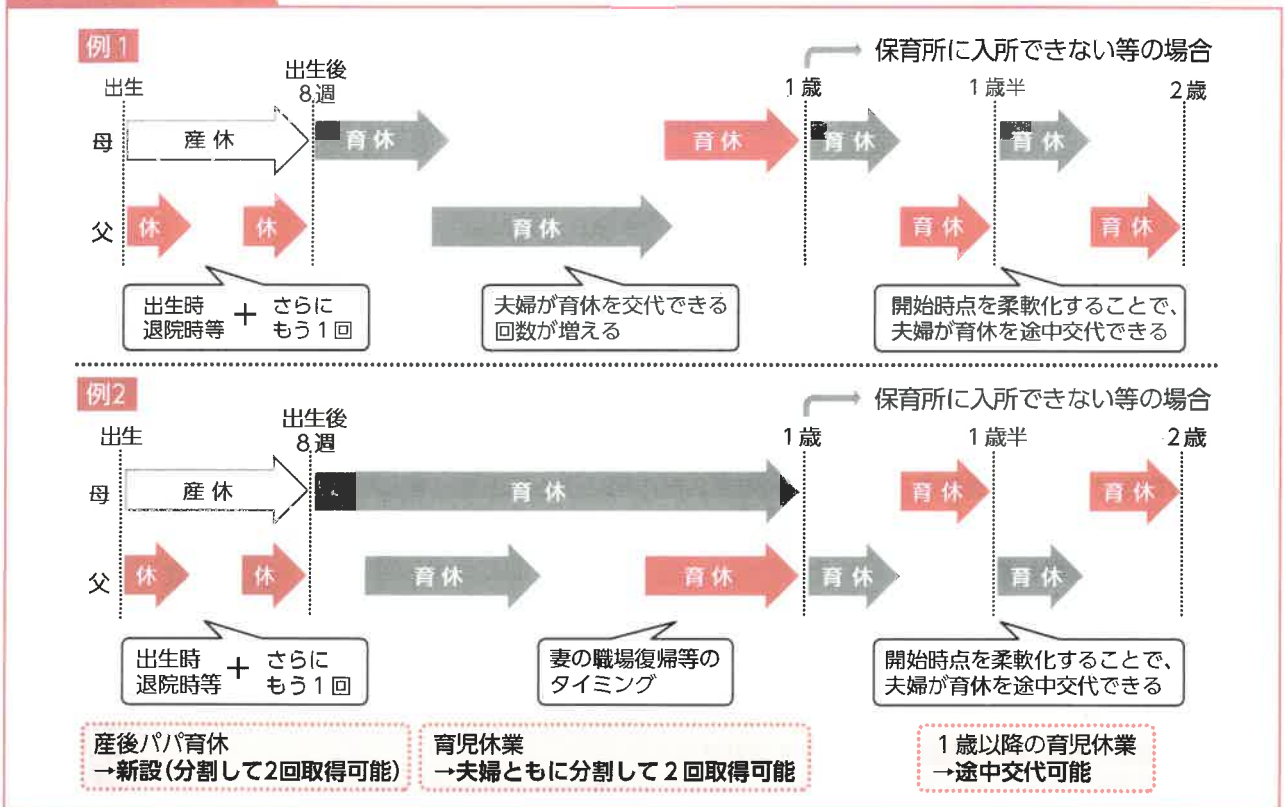 例1
保育所に入所できない等の場合
出生
出生後
8週
1歳
1歳半
2歳
母
産休
育休
育休
育休
育休
父
休
休
育休
育休
育休
出生時
退院時等
+
さらに
もう1回
夫婦が育休を交代できる
回数が増える
開始時点を柔軟化することで、
夫婦が育休を途中交代できる
例2
保育所に入所できない等の場合
出生
出生後
8週
1歳
1歳半
2歳
母
産休
育休
育休
育休
父
休
休
育休
育休
育休
育休
出生時
退院時等
+
さらに
もう1回
妻の職場復帰等の
タイミング
開始時点を柔軟化することで、
夫婦が育休を途中交代できる
産後パパ育休
→新設(分割して2回取得可能)
育児休業
→夫婦ともに分割して2回取得可能
1歳以降の育児休業
→途中交代可能